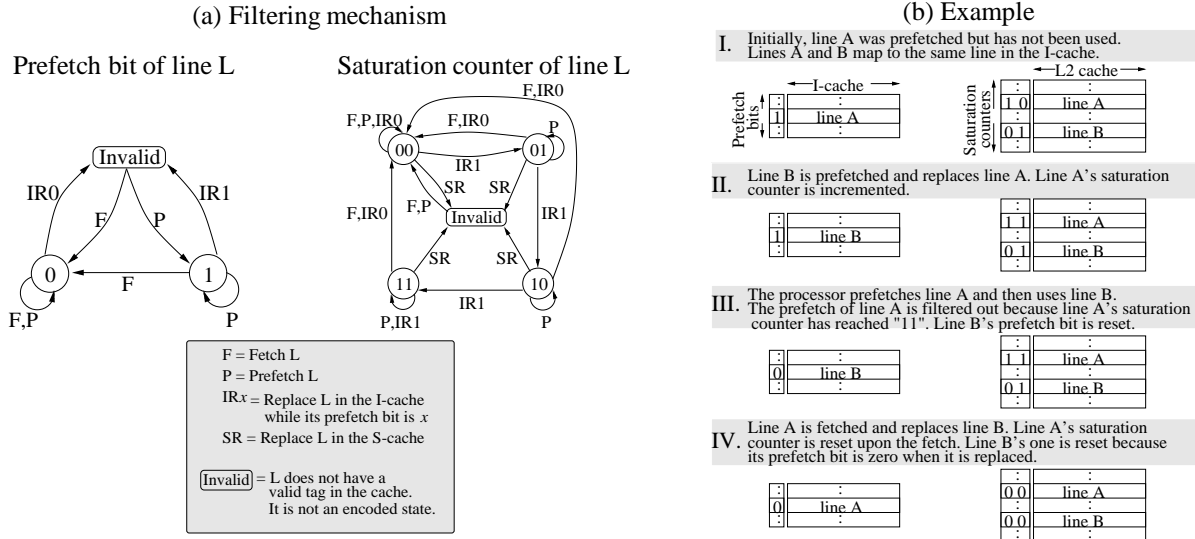 (a) Filtering mechanism
Prefetch bit of line L
Invalid
IR0
IR1
F
P
0
1
F
F,P
P
Saturation counter of line L
F,IR0
F,P,IR0
F,IR0
P
00
01
IR1
SR
SR
F,P
Invalid
F,IR0
IR1
SR
SR
11
10
IR1
P,IR1
P
F = Fetch L
P = Prefetch L
IRx = Replace L in the I-cache
while its prefetch bit is x
SR = Replace L in the S-cache
Invalid = L does not have a
valid tag in the cache.
It is not an encoded state.
(b) Example
I. Initially, line A was prefetched but has not been used.
Lines A and B map to the same line in the I-cache.
Prefetch
bits
I-cache
:
:
1 line A
:
:
Saturation
counters
L2 cache
:
:
1 0 line A
:
:
0 1 line B
:
:
II. Line B is prefetched and replaces line A. Line A's saturation
counter is incremented.
:
:
1 line B
:
:
:
:
1 1 line A
:
:
0 1 line B
:
:
III. The processor prefetches line A and then uses line B.
The prefetch of line A is filtered out because line A's saturation
counter has reached "11". Line B's prefetch bit is reset.
:
:
0 line B
:
:
:
:
1 1 line A
:
:
0 1 line B
:
:
IV. Line A is fetched and replaces line B. Line A's saturation
counter is reset upon the fetch. Line B's one is reset because
its prefetch bit is zero when it is replaced.
:
:
0 line A
:
:
:
:
0 0 line A
:
:
0 0 line B
:
: